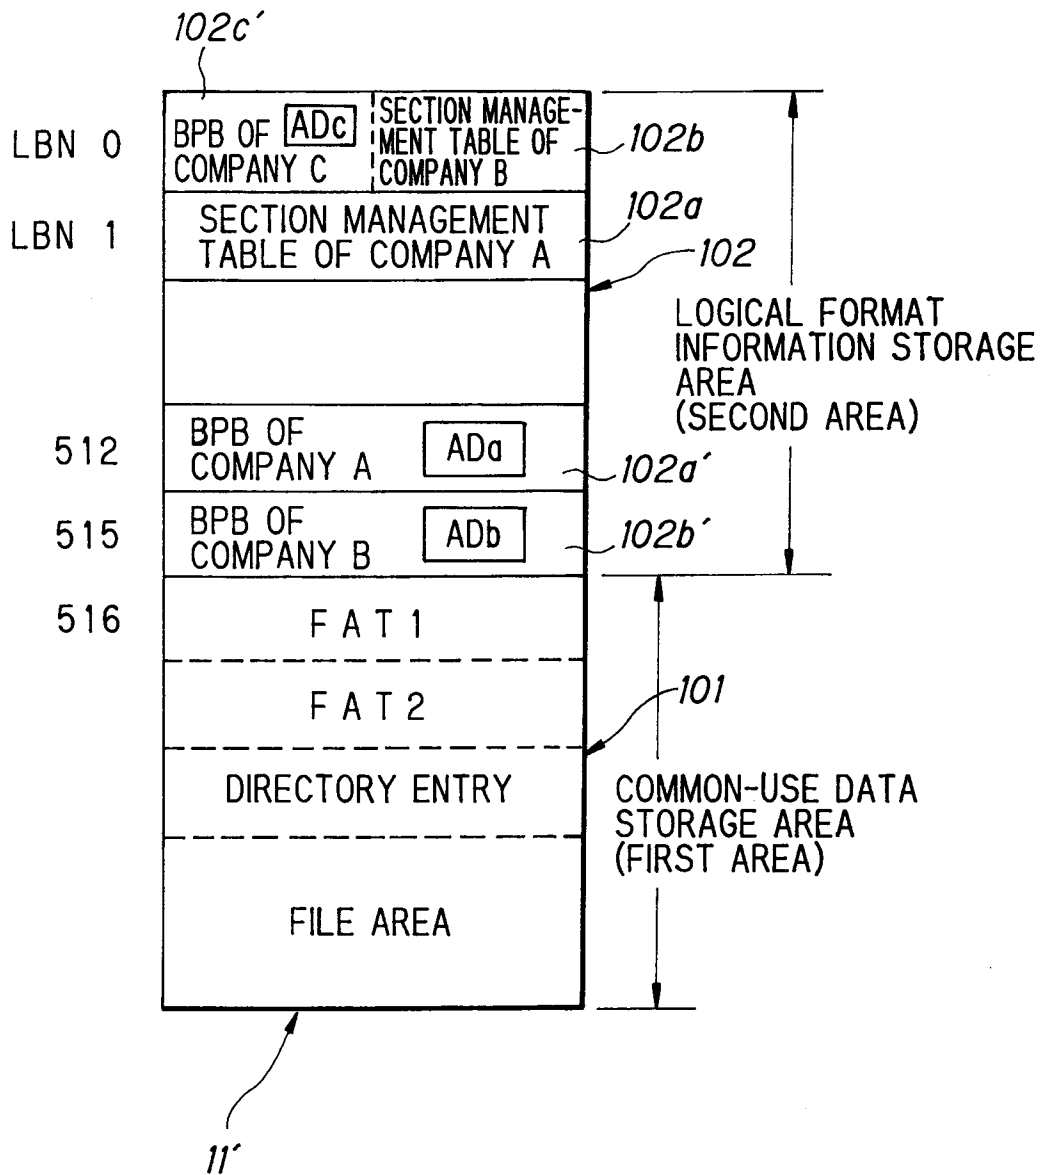 102c'
LBN 0
BPB OF ADc
COMPANY C
SECTION MANAGE-
MENT TABLE OF
COMPANY B
102b
LBN 1
SECTION MANAGEMENT
TABLE OF COMPANY A
102a
102
LOGICAL FORMAT
INFORMATION STORAGE
AREA
(SECOND AREA)
512
BPB OF
COMPANY A
ADa
102a'
515
BPB OF
COMPANY B
ADb
102b'
516
FAT1
FAT2
101
DIRECTORY ENTRY
COMMON-USE DATA
STORAGE AREA
(FIRST AREA)
FILE AREA
11'